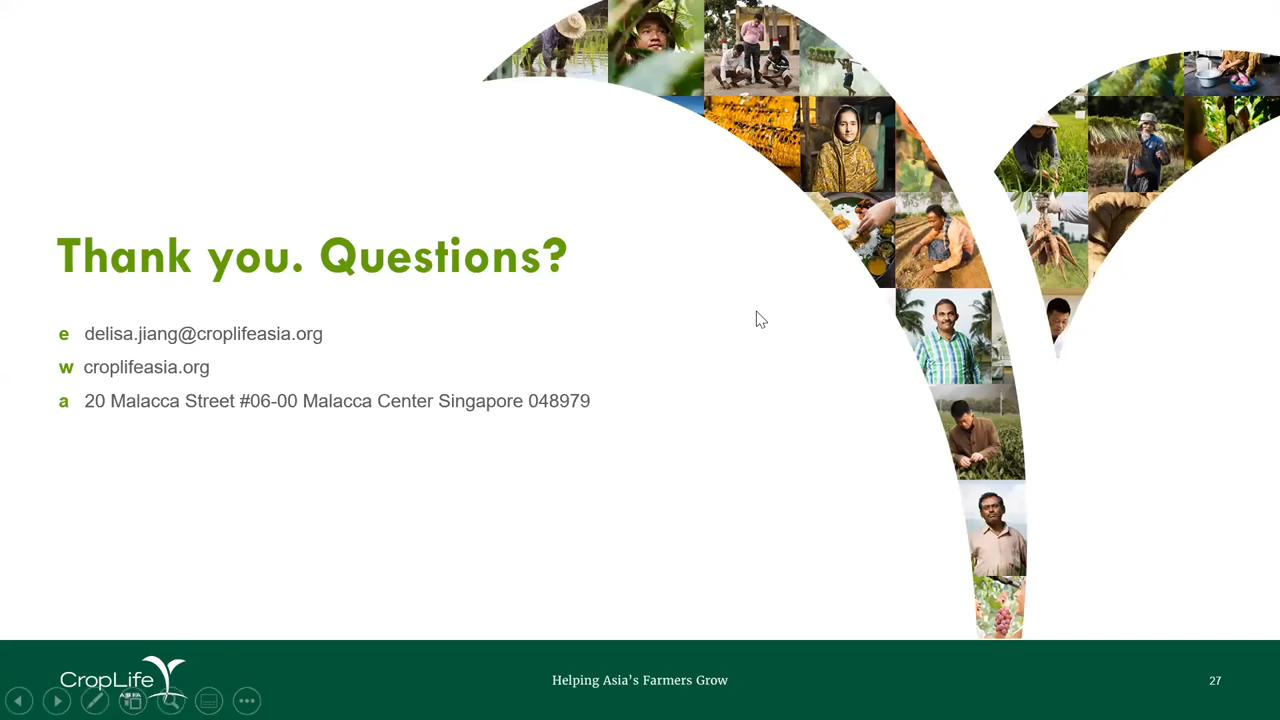 Thank you. Questions?
e delisa.jiang@croplifeasia.org
w croplifeasia.org
a 20 Malacca Street #06-00 Malacca Center Singapore 048979
CropLife
ASIA
Helping Asia's Farmers Grow
27